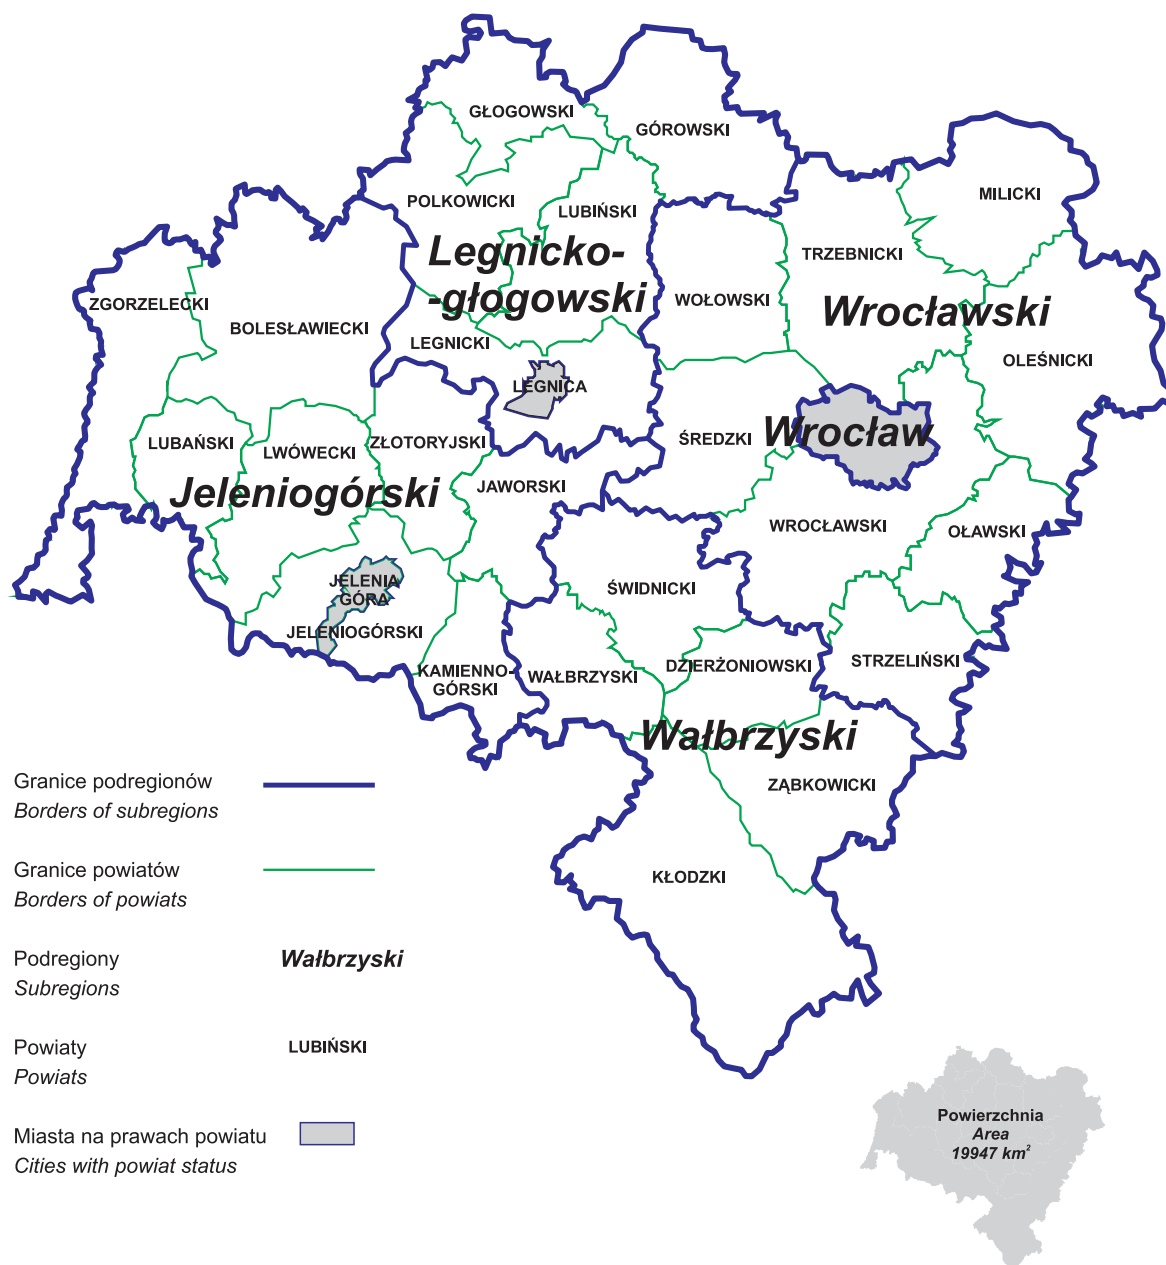 GŁOGOWSKI
GÓROWSKI
MILICKI
POLKOWICKI
LUBIŃSKI
TRZEBNICKI
Legnicko-
-głogowski
ZGORZELECKI
WOŁOWSKI
Wrocławski
BOLESŁAWIECKI
LEGNICKI
OLEŚNICKI
LEGNICA
LUBAŃSKI
LWÓWECKI
ZŁOTORYJSKI
ŚREDZKI
Wrocław
Jeleniogórski
JAWORSKI
WROCŁAWSKI
OŁAWSKI
JELENIA
GÓRA
ŚWIDNICKI
JELENIOGÓRSKI
KAMIENNO-
GÓRSKI
WAŁBRZYSKI
DZIERŻONIOWSKI
STRZELIŃSKI
Wałbrzyski
ZĄBKOWICKI
KŁODZKI
Granice podregionów
Borders of subregions
Granice powiatów
Borders of powiats
Podregiony
Subregions
Wałbrzyski
Powiaty
Powiats
LUBIŃSKI
Miasta na prawach powiatu
Cities with powiat status
Powierzchnia
Area
19947 km²